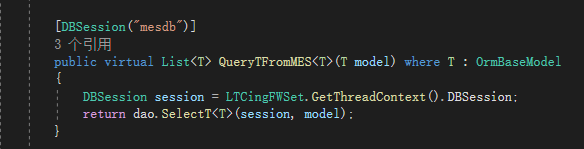 [DBSession("mesdb")]
3 个引用
public virtual List<T> QueryTFromMES<T>(T model) where T : OrmBaseModel
{
DBSession session = LTCingFWSet.GetThreadContext().DBSession;
return dao.SelectT<T>(session, model);
}